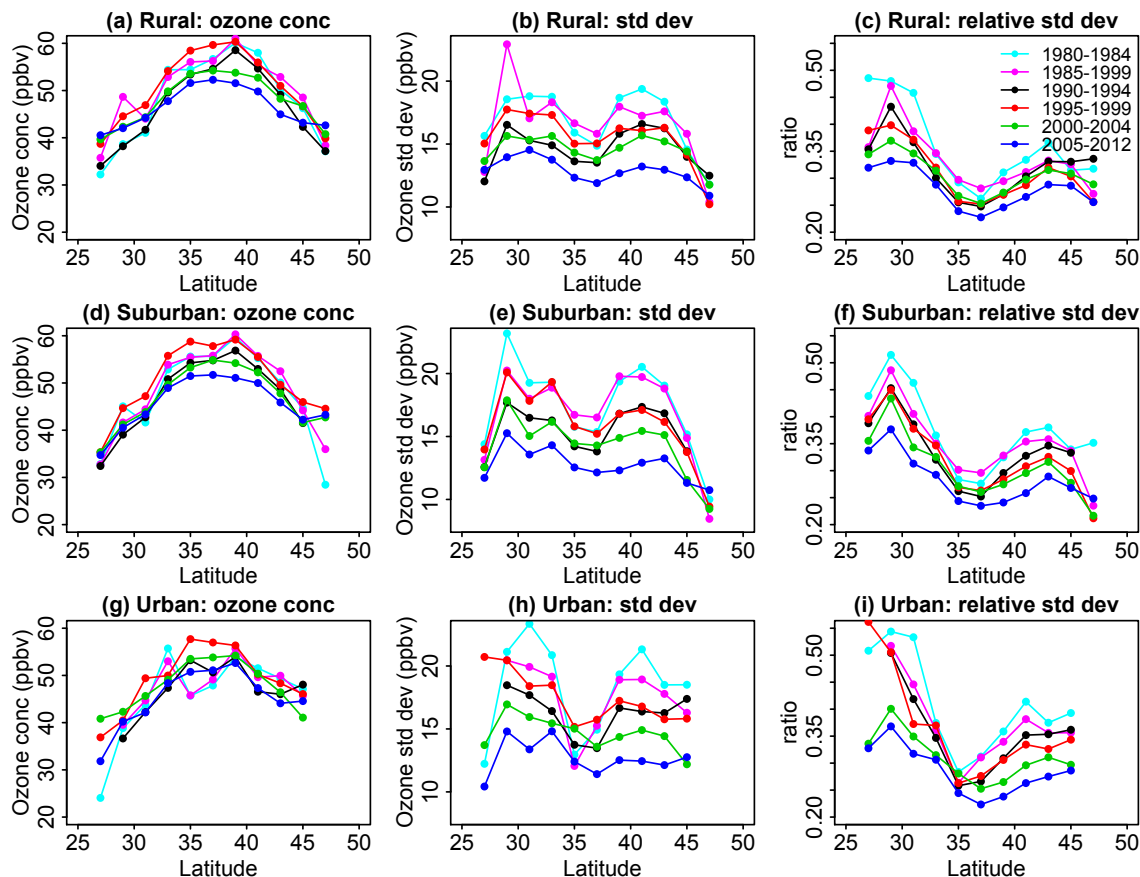 (a) Rural: ozone conc
(b) Rural: std dev
(c) Rural: relative std dev
Ozone conc (ppbv)
20 30 40 50 60
25 30 35 40 45 50
Latitude
Ozone std dev (ppbv)
10 15 20
25 30 35 40 45 50
Latitude
ratio
0.20 0.35 0.50
25 30 35 40 45 50
Latitude
1980-1984
1985-1999
1990-1994
1995-1999
2000-2004
2005-2012
(d) Suburban: ozone conc
(e) Suburban: std dev
(f) Suburban: relative std dev
Ozone conc (ppbv)
20 30 40 50 60
25 30 35 40 45 50
Latitude
Ozone std dev (ppbv)
10 15 20
25 30 35 40 45 50
Latitude
ratio
0.20 0.35 0.50
25 30 35 40 45 50
Latitude
(g) Urban: ozone conc
(h) Urban: std dev
(i) Urban: relative std dev
Ozone conc (ppbv)
20 30 40 50 60
25 30 35 40 45 50
Latitude
Ozone std dev (ppbv)
10 15 20
25 30 35 40 45 50
Latitude
ratio
0.20 0.35 0.50
25 30 35 40 45 50
Latitude